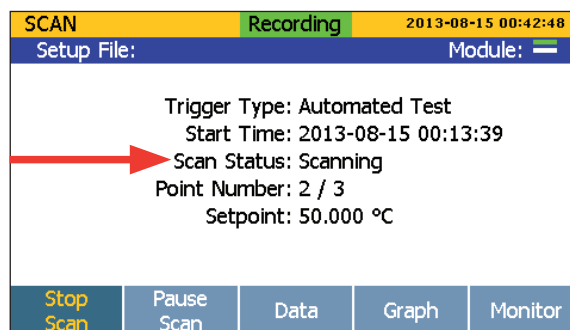 SCAN Recording 2013-08-15 00:42:48
Setup File: Module:
Trigger Type: Automated Test
Start Time: 2013-08-15 00:13:39
Scan Status: Scanning
Point Number: 2 / 3
Setpoint: 50.000 °C
Stop Scan
Pause Scan
Data
Graph
Monitor